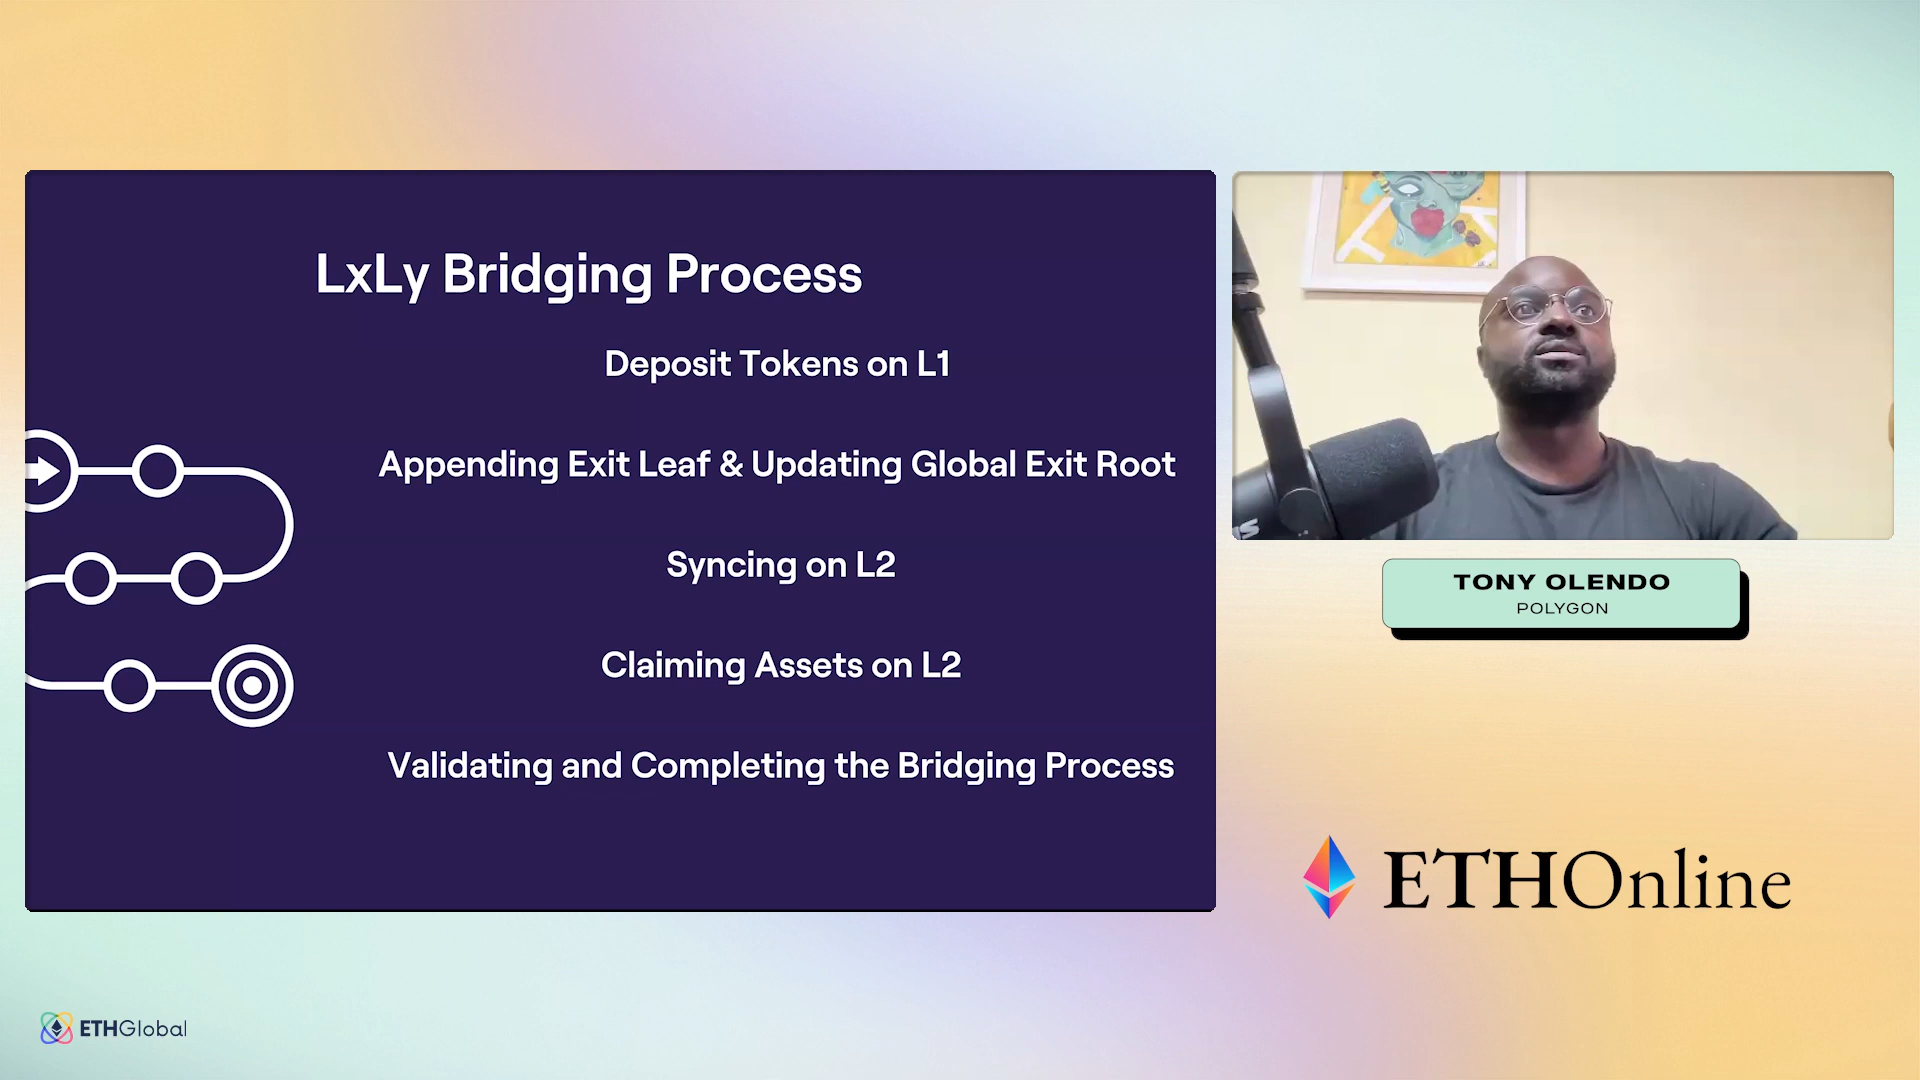 LxLy Bridging Process
Deposit Tokens on L1
Appending Exit Leaf & Updating Global Exit Root
Syncing on L2
Claiming Assets on L2
Validating and Completing the Bridging Process
TONY OLENDO
POLYGON
ETHOnline
ETHGlobal